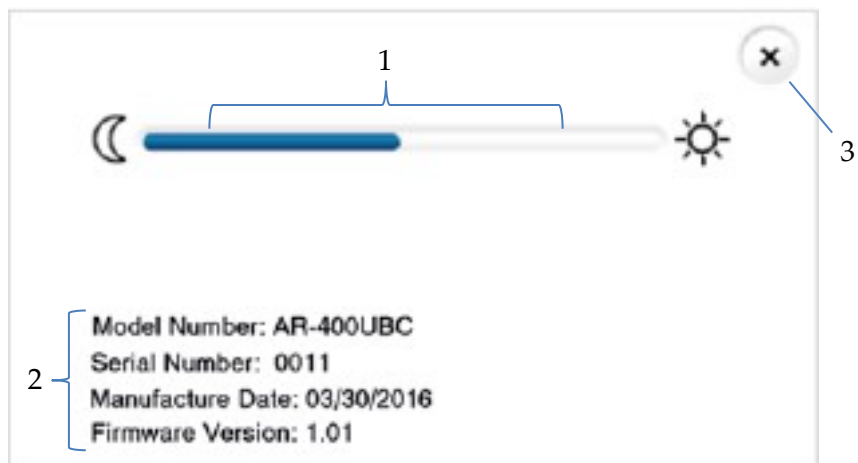 1
×
3
2
Model Number: AR-400UBC
Serial Number: 0011
Manufacture Date: 03/30/2016
Firmware Version: 1.01